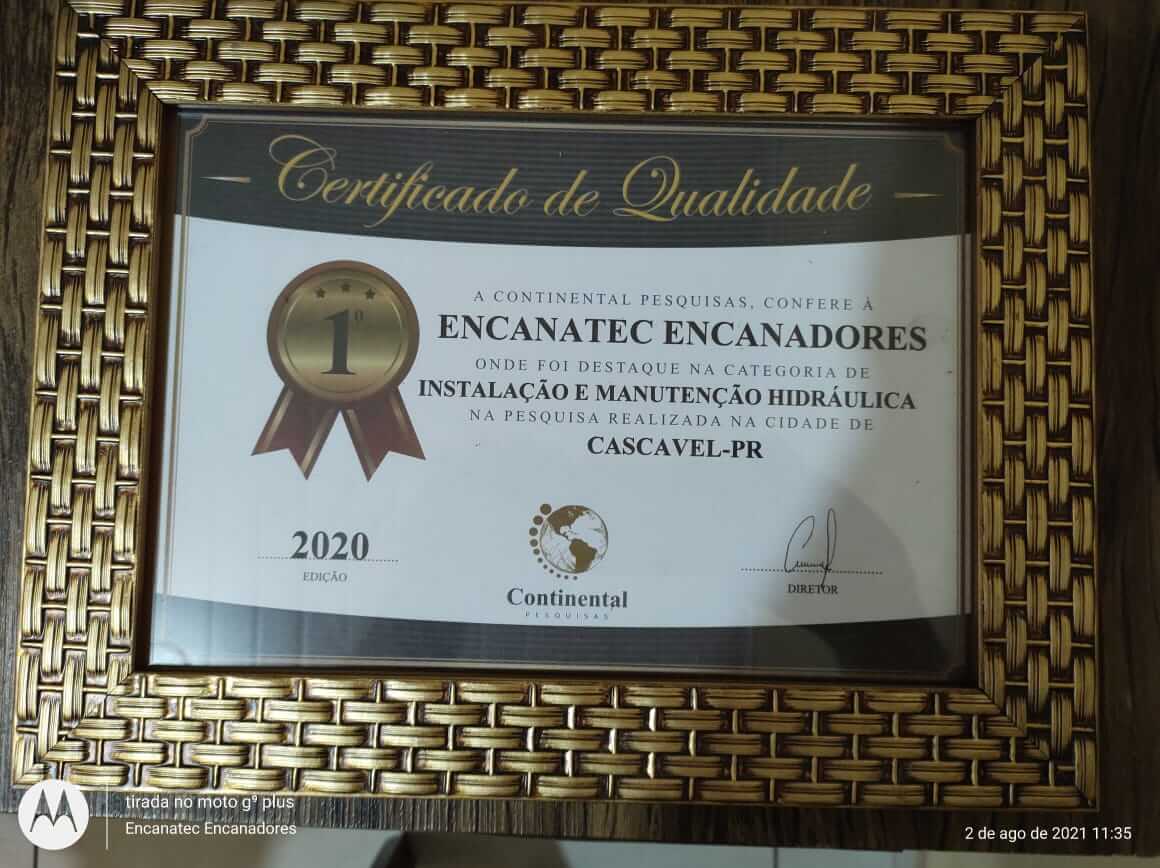 Certificado de Qualidade
1º
A CONTINENTAL PESQUISAS, CONFERE À
ENCANATEC ENCANADORES
ONDE FOI DESTAQUE NA CATEGORIA DE
INSTALAÇÃO E MANUTENÇÃO HIDRÁULICA
NA PESQUISA REALIZADA NA CIDADE DE
CASCAVEL-PR
2020
EDIÇÃO
Continental
PESQUISAS
DIRETOR
tirada no moto g⁹ plus
Encanatec Encanadores
2 de ago de 2021 11:35